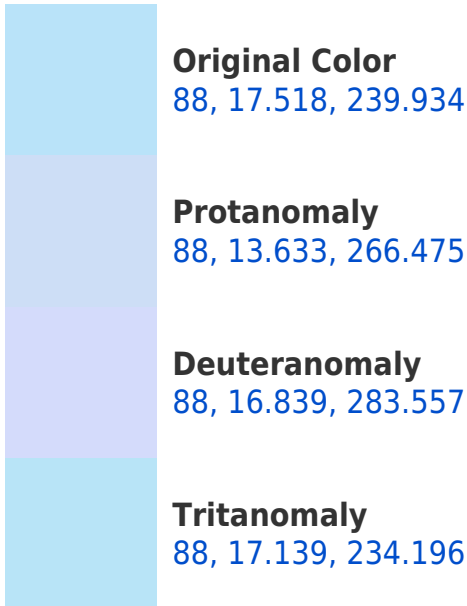 Original Color
88, 17.518, 239.934
Protanomaly
88, 13.633, 266.475
Deuteranomaly
88, 16.839, 283.557
Tritanomaly
88, 17.139, 234.196